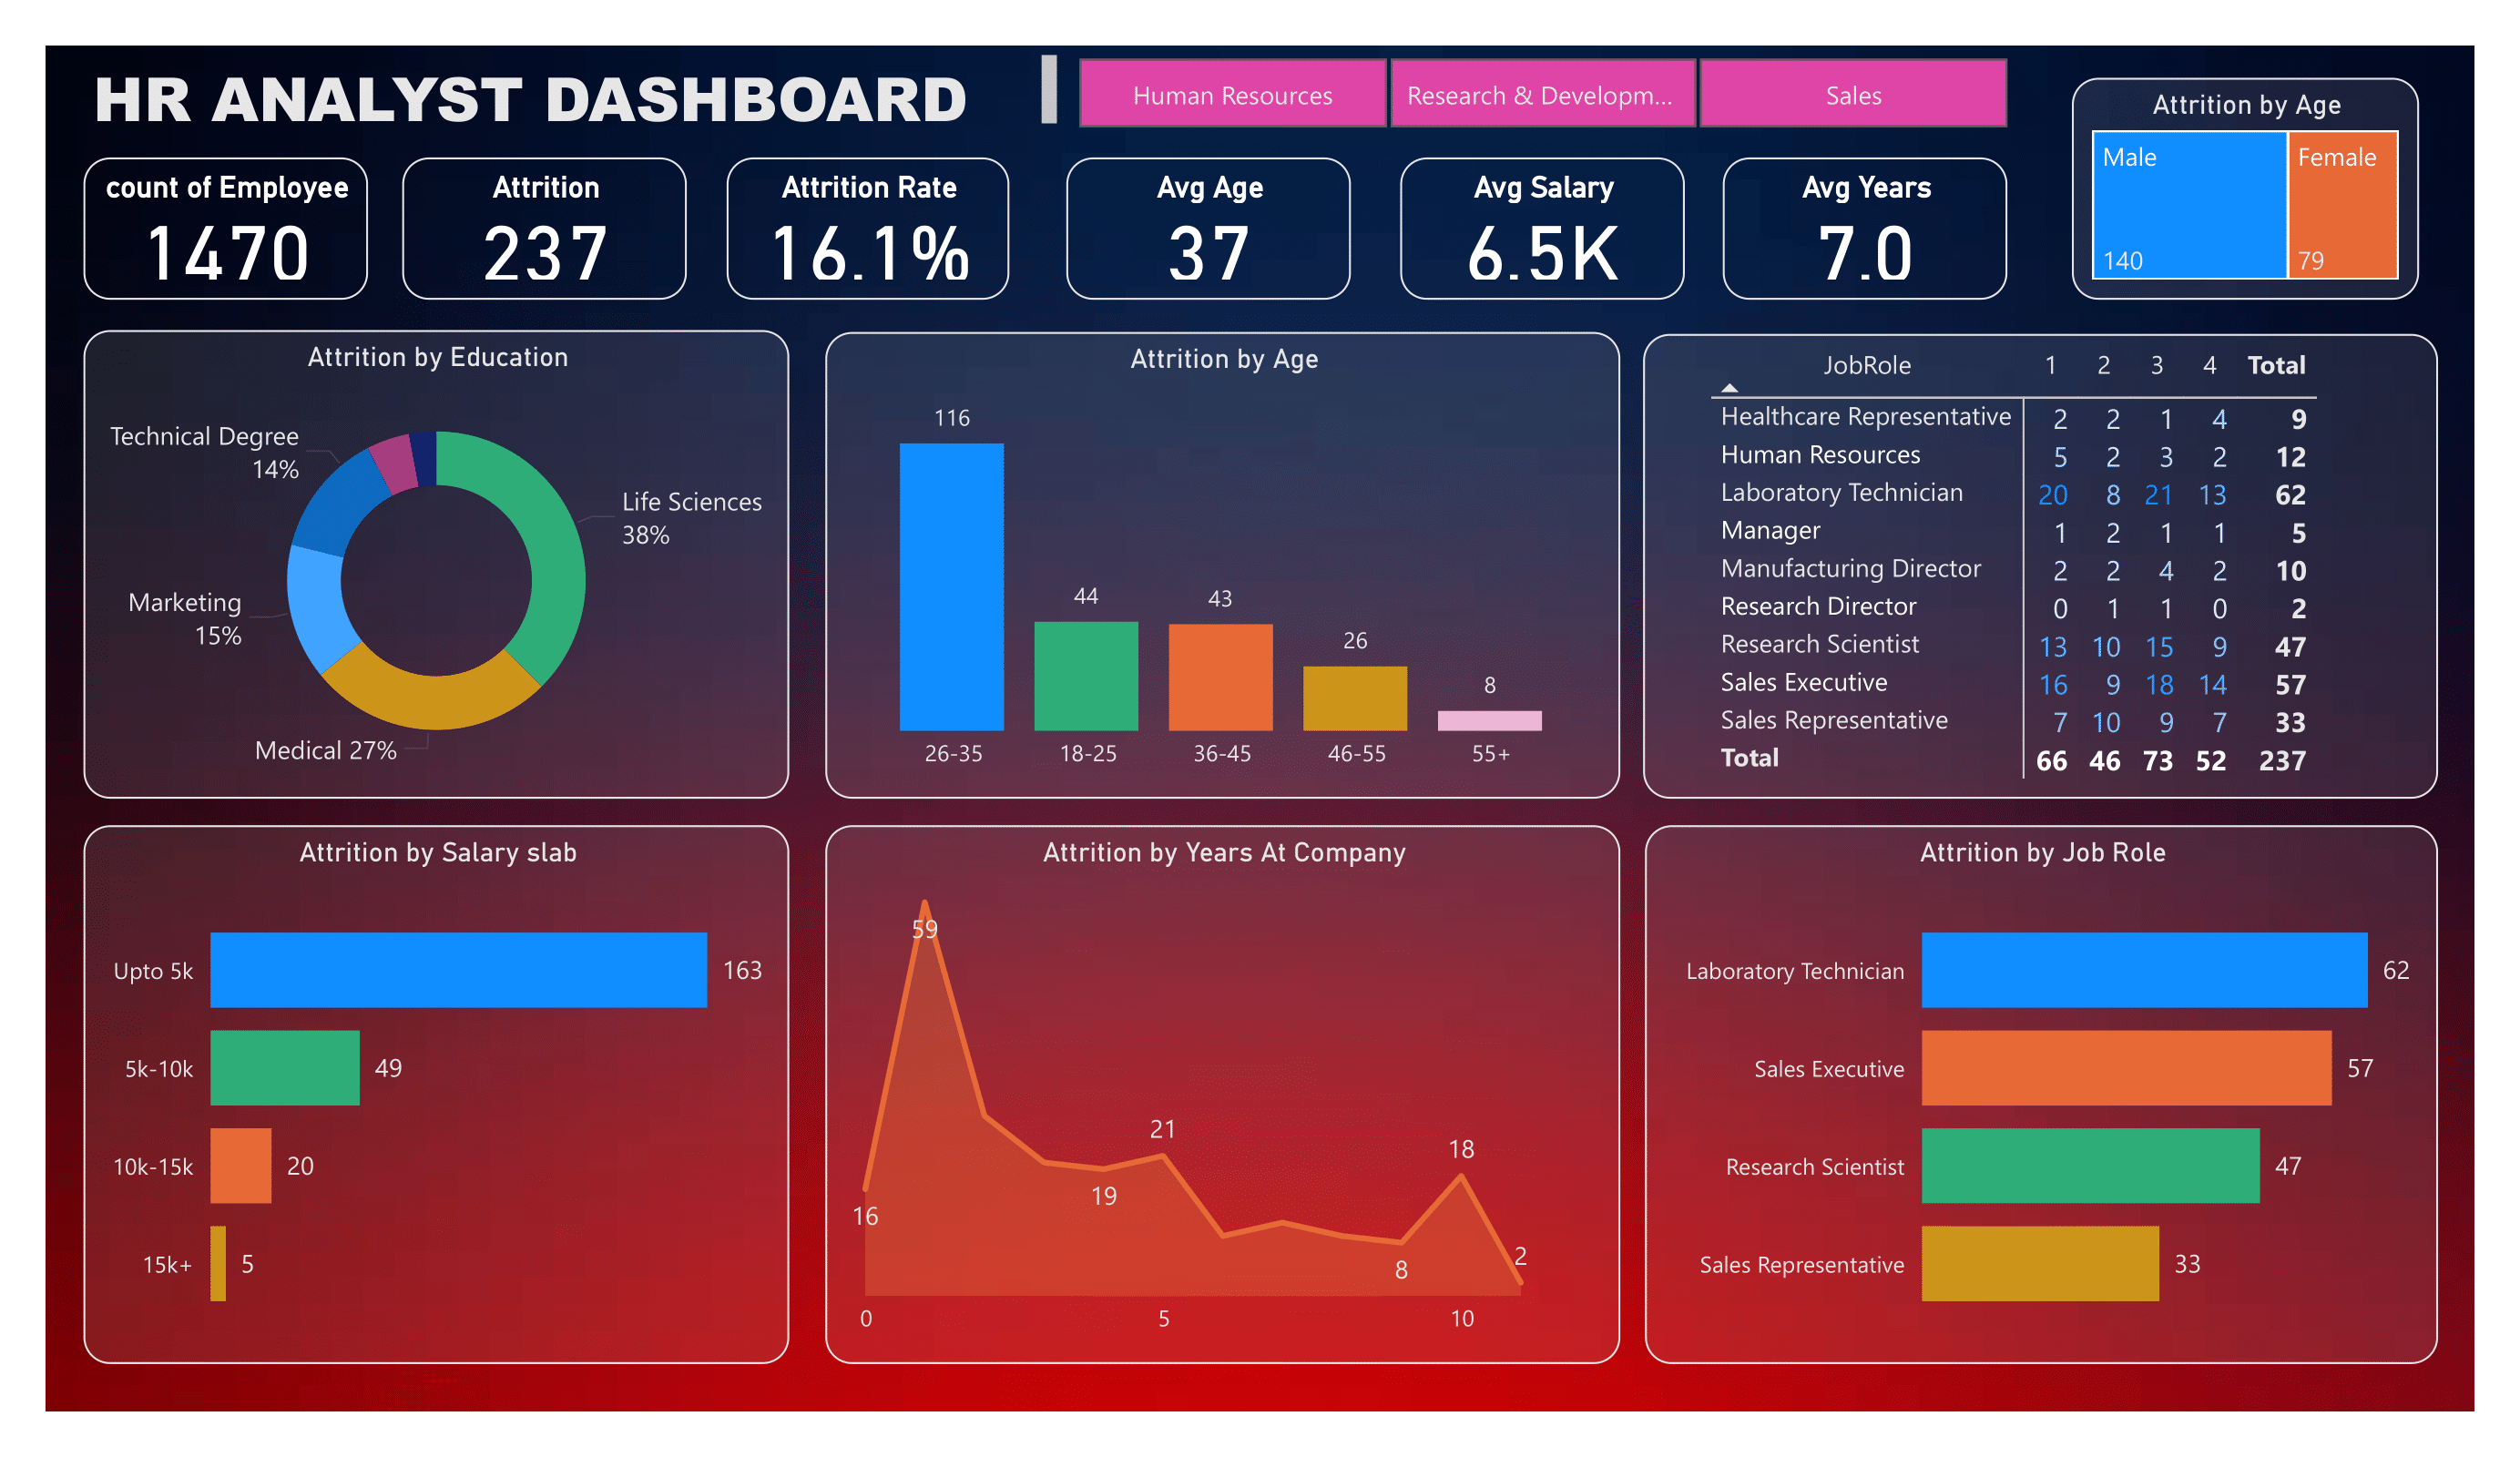 HR ANALYST DASHBOARD
Human Resources
Research & Developm...
Sales
count of Employee
1470
Attrition
237
Attrition Rate
16.1%
Avg Age
37
Avg Salary
6.5K
Avg Years
7.0
Attrition by Age
Male
140
Female
79
Attrition by Education
Technical Degree
14%
Life Sciences
38%
Marketing
15%
Medical 27%
Attrition by Age
116
44
43
26
8
26-35 18-25 36-45 46-55 55+
JobRole 1 2 3 4 Total
Healthcare Representative 2 2 1 4 9
Human Resources 5 2 3 2 12
Laboratory Technician 20 8 21 13 62
Manager 1 2 1 1 5
Manufacturing Director 2 2 4 2 10
Research Director 0 1 1 0 2
Research Scientist 13 10 15 9 47
Sales Executive 16 9 18 14 57
Sales Representative 7 10 9 7 33
Total 66 46 73 52 237
Attrition by Salary slab
Upto 5k 163
5k-10k 49
10k-15k 20
15k+ 5
Attrition by Years At Company
59
21
18
19
16
2
8
0 5 10
Attrition by Job Role
Laboratory Technician 62
Sales Executive 57
Research Scientist 47
Sales Representative 33